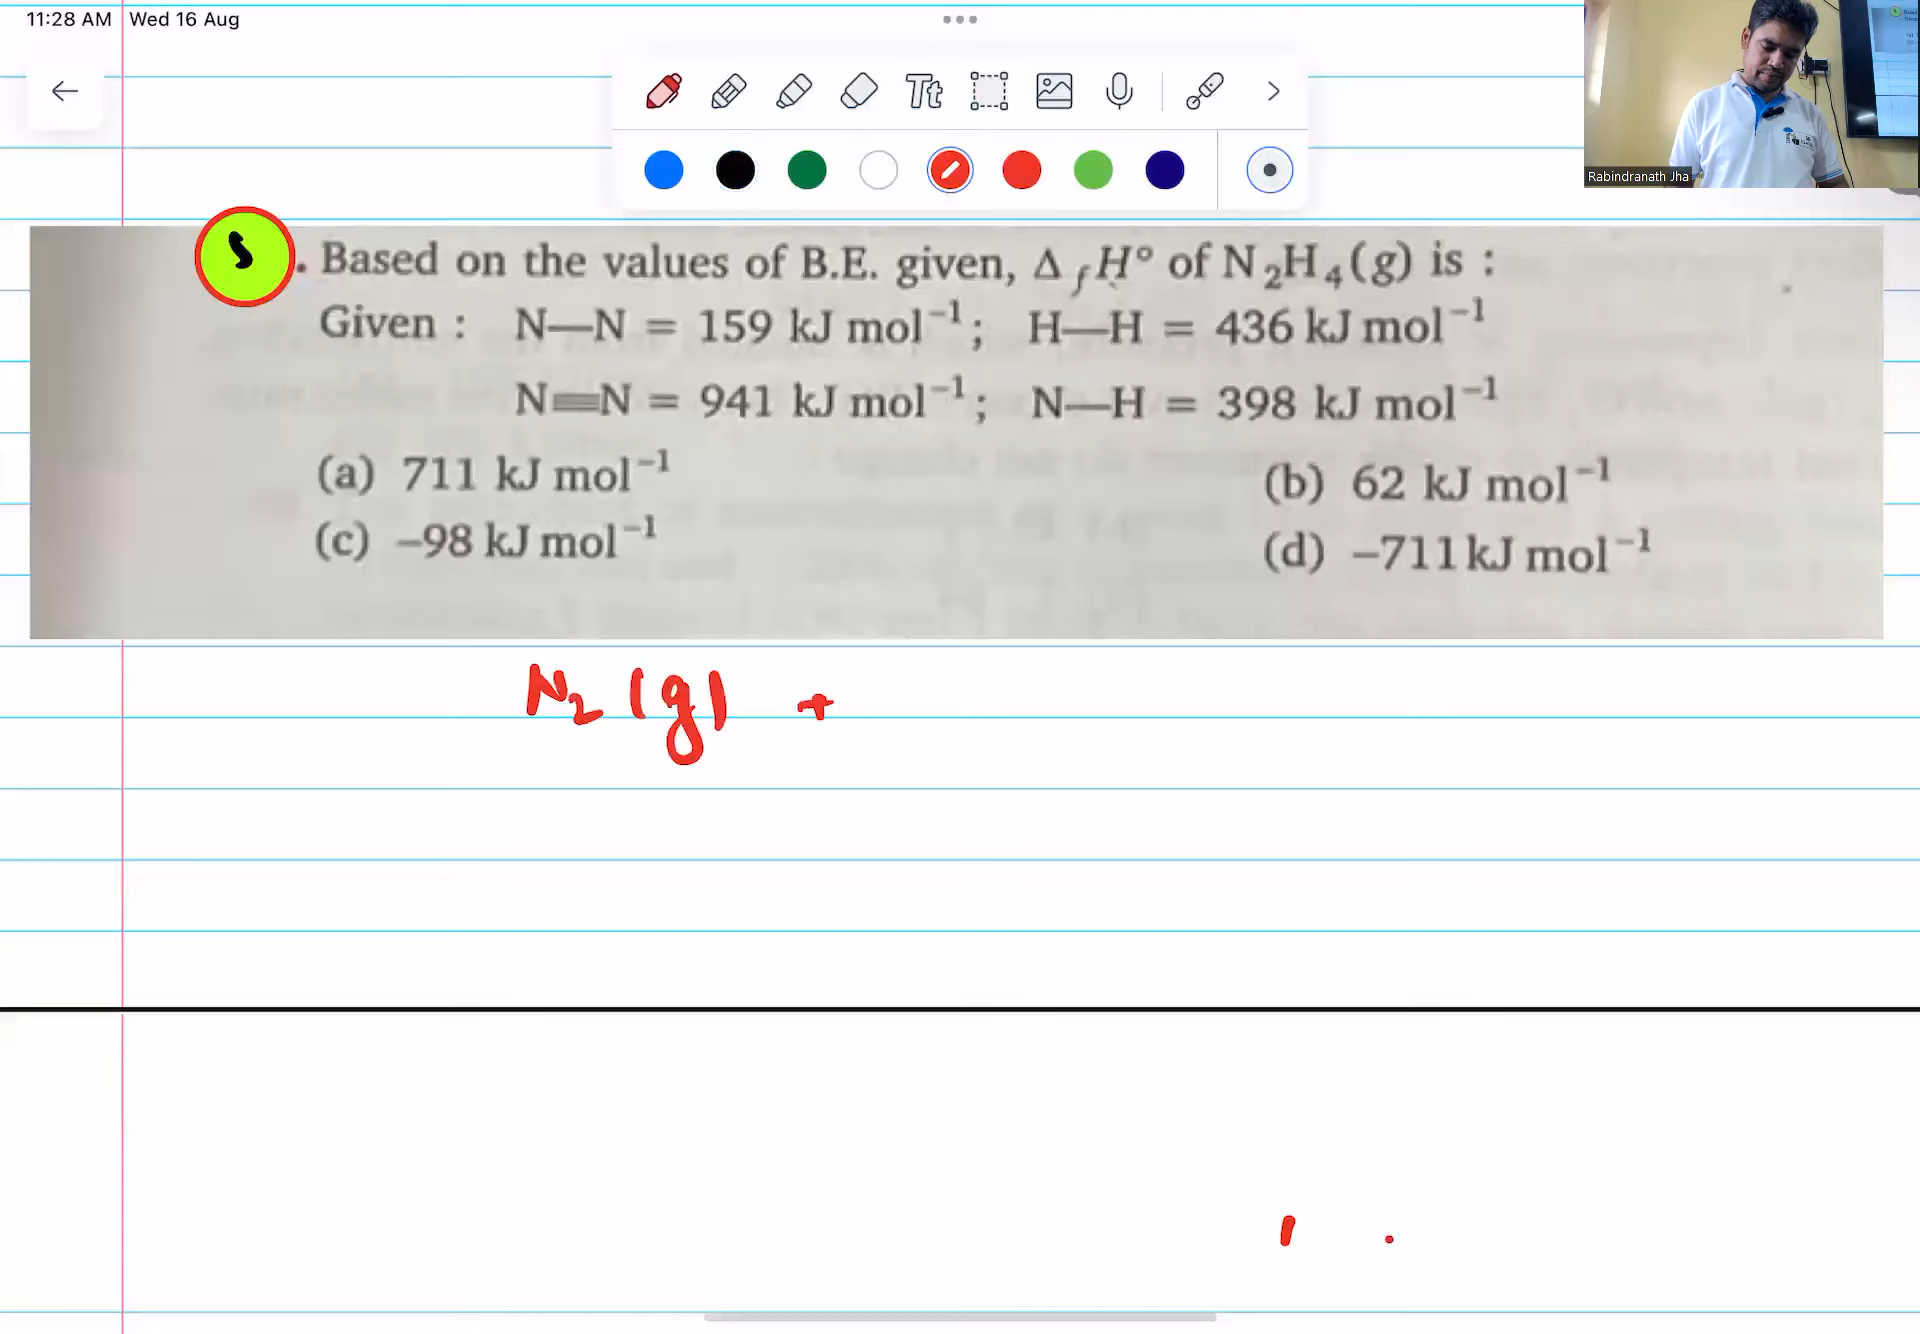 11:28 AM Wed 16 Aug
Tt
Rabindranath Jha
. Based on the values of B.E. given, Δ_fH° of N₂H₄(g) is :
Given : N—N = 159 kJ mol⁻¹; H—H = 436 kJ mol⁻¹
N≡N = 941 kJ mol⁻¹; N—H = 398 kJ mol⁻¹
(a) 711 kJ mol⁻¹ (b) 62 kJ mol⁻¹
(c) –98 kJ mol⁻¹ (d) –711 kJ mol⁻¹
N₂ (g) +